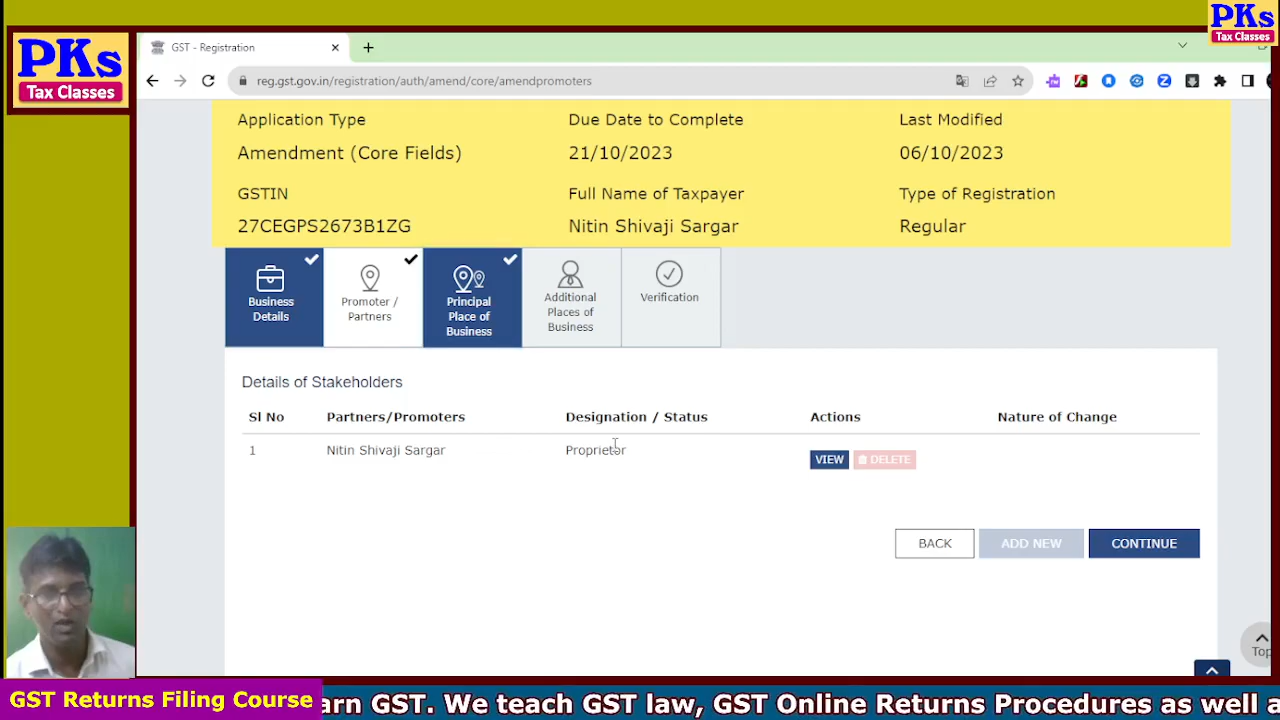 PKs
Tax Classes
PKs
Tax Classes
GST - Registration
reg.gst.gov.in/registration/auth/amend/core/amendpromoters
Application Type
Due Date to Complete
Last Modified
Amendment (Core Fields)
21/10/2023
06/10/2023
GSTIN
Full Name of Taxpayer
Type of Registration
27CEGPS2673B1ZG
Nitin Shivaji Sargar
Regular
Business
Details
Promoter /
Partners
Principal
Place of
Business
Additional
Places of
Business
Verification
Details of Stakeholders
Sl No
Partners/Promoters
Designation / Status
Actions
Nature of Change
1
Nitin Shivaji Sargar
Proprietor
VIEW
DELETE
BACK
ADD NEW
CONTINUE
Top
GST Returns Filing Course
arn GST. We teach GST law, GST Online Returns Procedures as well a